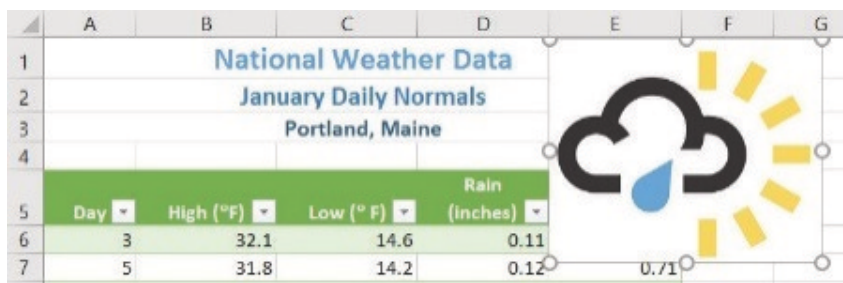 A B C D E F G
1 National Weather Data
2 January Daily Normals
3 Portland, Maine
4
Rain
5 Day High (°F) Low (° F) (inches)
6 3 32.1 14.6 0.11
7 5 31.8 14.2 0.12 0.71